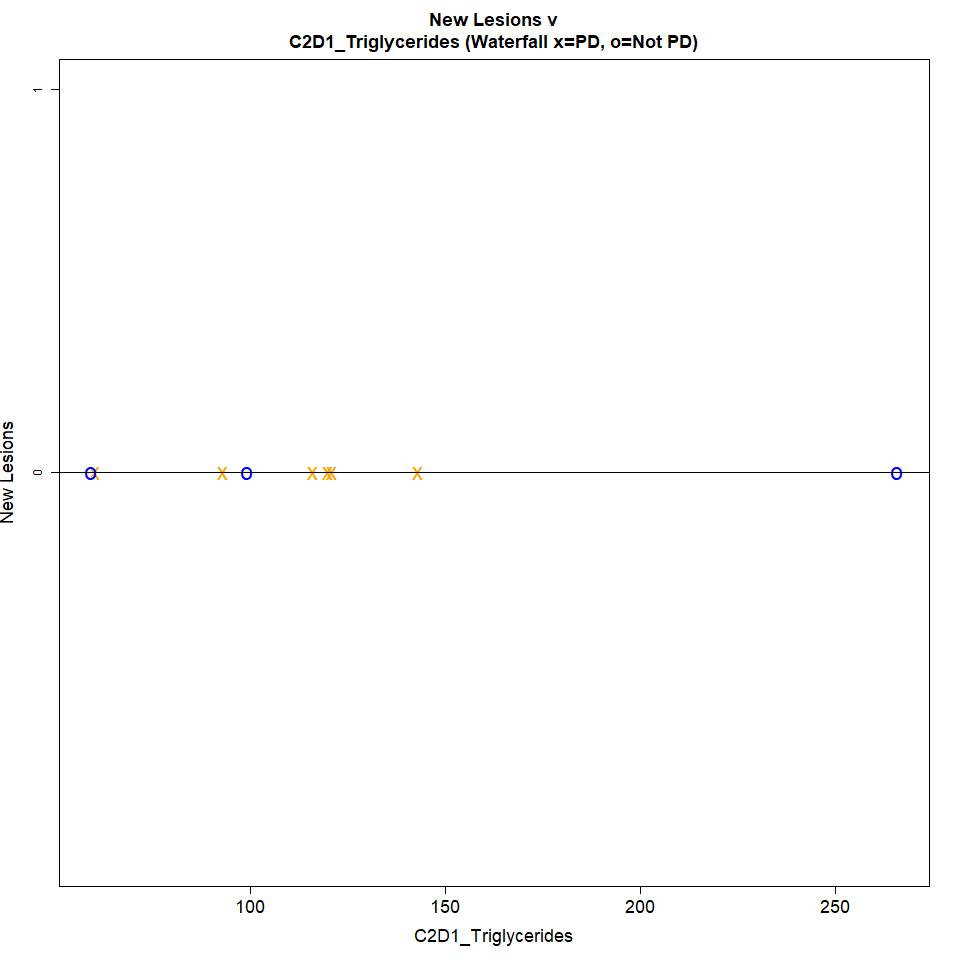 New Lesions v
C2D1_Triglycerides (Waterfall x=PD, o=Not PD)
1
New Lesions
0
o x x o x x x x o
100 150 200 250
C2D1_Triglycerides